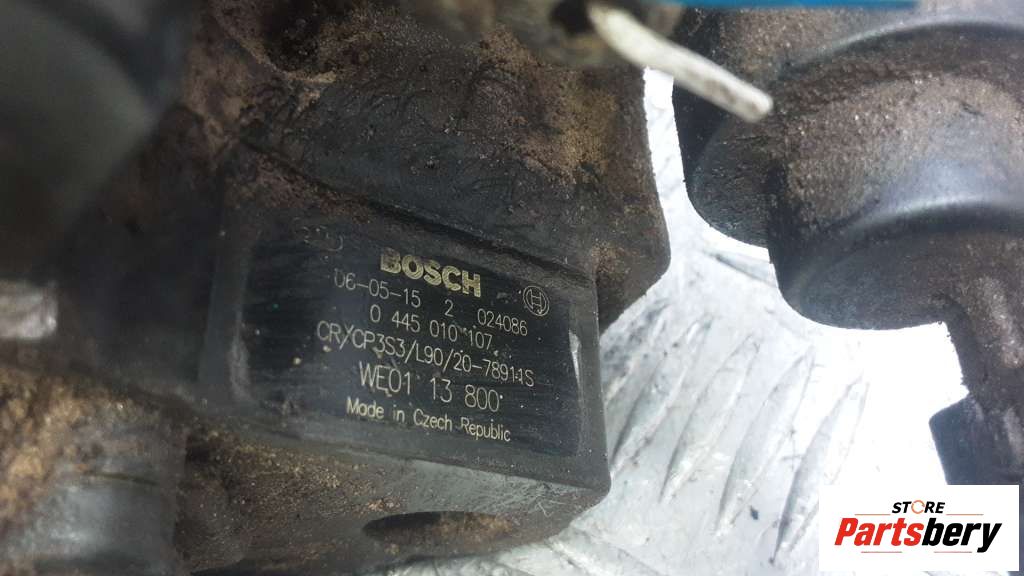 BOSCH
06-05-15 2 024086
0 445 010 107
CR/CP3S3/L90/20-78911S
WE01 13 800
Made in Czech Republic
STORE
Partsbery